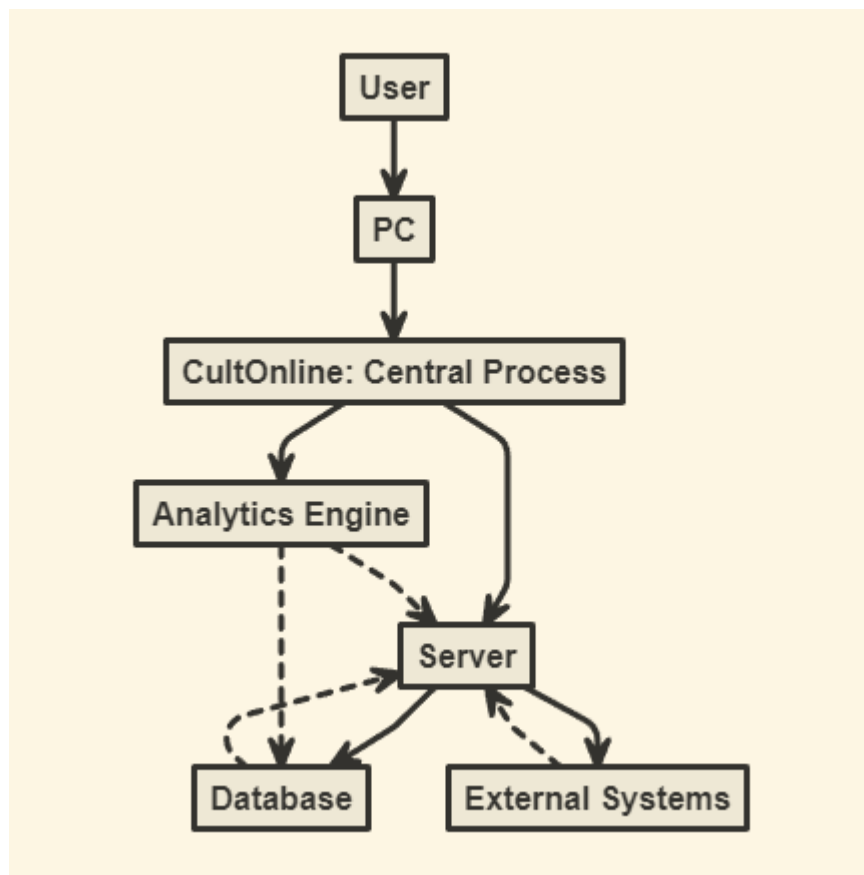 User
PC
CultOnline: Central Process
Analytics Engine
Server
Database
External Systems